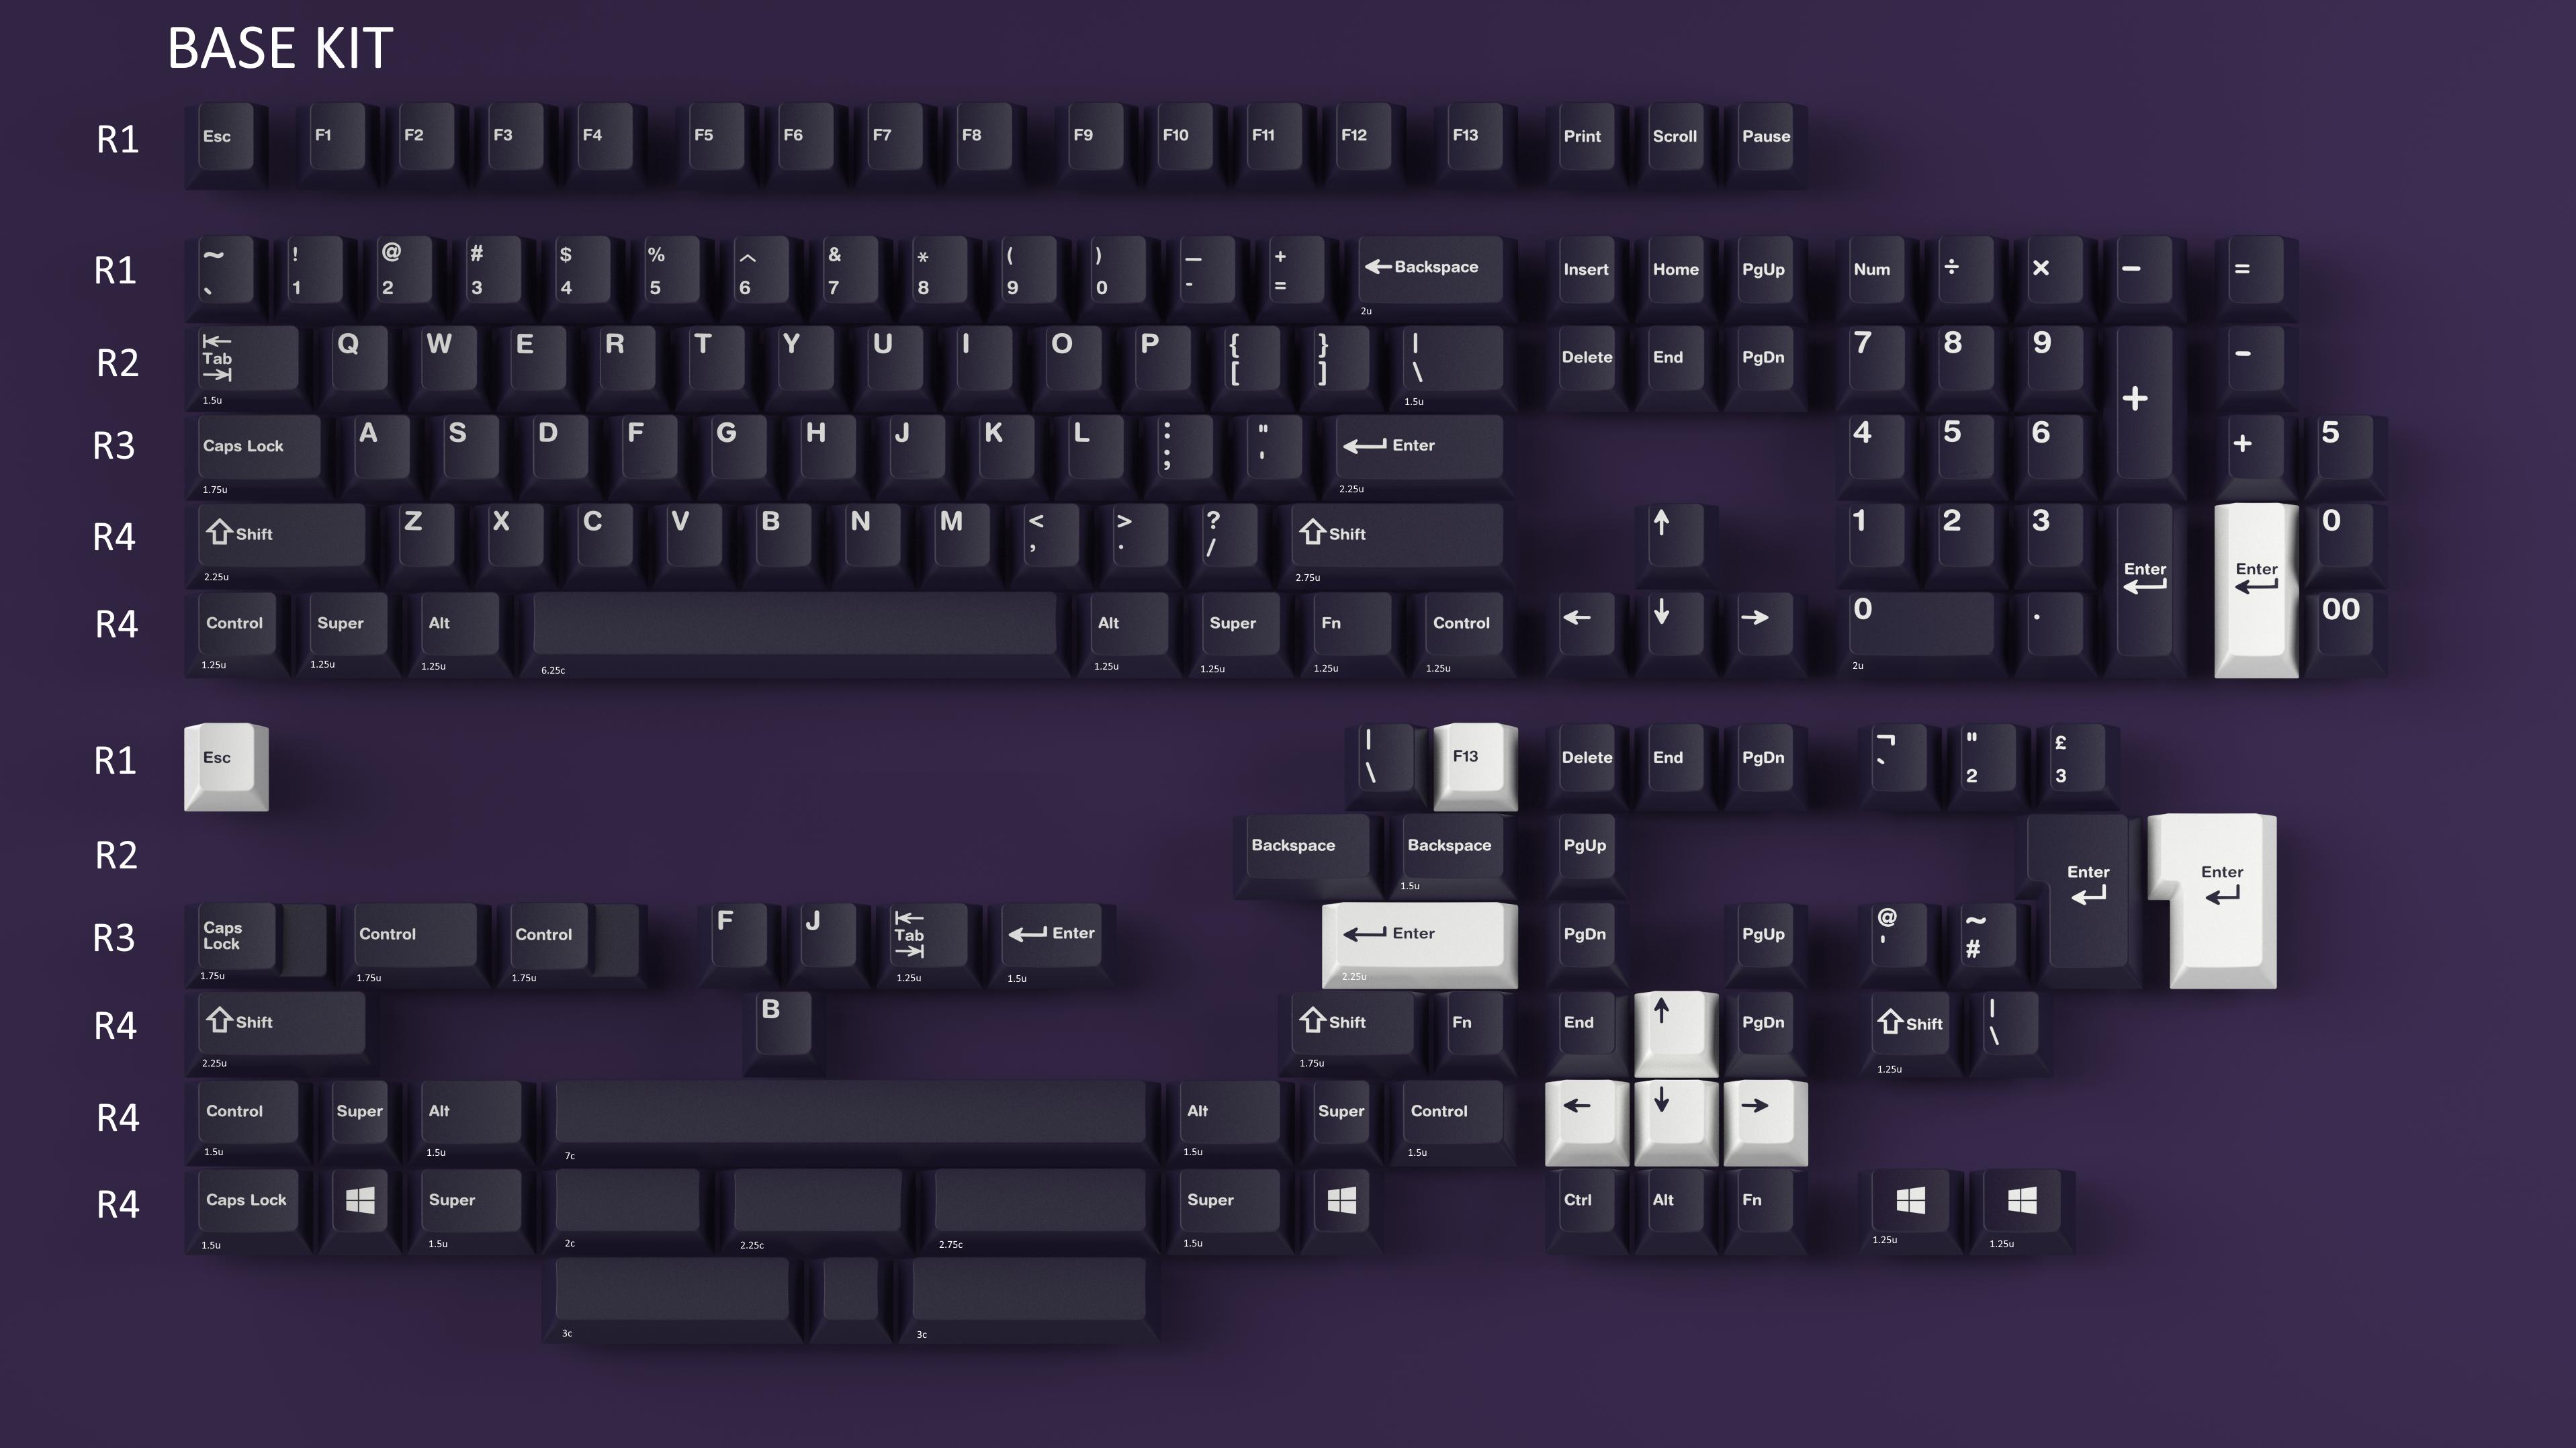 BASE KIT
R1 Esc F1 F2 F3 F4 F5 F6 F7 F8 F9 F10 F11 F12 F13 Print Scroll Pause
~ ! @ # $ % ^ & * ( ) _ +
R1 ` 1 2 3 4 5 6 7 8 9 0 - = ←Backspace Insert Home PgUp Num ÷ × − =
2u
Q W E R T Y U I O P { } | 7 8 9
R2 Tab [ ] \ Delete End PgDn + -
1.5u 1.5u
A S D F G H J K L : " 4 5 6 5
R3 Caps Lock ; ' ← Enter +
1.75u 2.25u
Z X C V B N M < > ? ↑ 1 2 3 0
R4 ⇧Shift , . / ⇧Shift Enter Enter
2.25u 2.75u
R4 Control Super Alt Alt Super Fn Control ← ↓ → 0 . 00
1.25u 1.25u 1.25u 6.25c 1.25u 1.25u 1.25u 1.25u 2u
| ¬ " £
R1 Esc \ F13 Delete End PgDn ` 2 3
R2 Backspace Backspace PgUp Enter Enter
1.5u
F J @ ~
R3 Caps Lock Control Control Tab ← Enter ← Enter PgDn PgUp ' #
1.75u 1.75u 1.75u 1.25u 1.5u 2.25u
B ↑ |
R4 ⇧Shift ⇧Shift Fn End PgDn ⇧Shift \
2.25u 1.75u 1.25u
R4 Control Super Alt Alt Super Control ← ↓ →
1.5u 1.5u 7c 1.5u 1.5u
R4 Caps Lock Super Super Ctrl Alt Fn
1.5u 1.5u 2c 2.25c 2.75c 1.5u 1.25u 1.25u
3c 3c